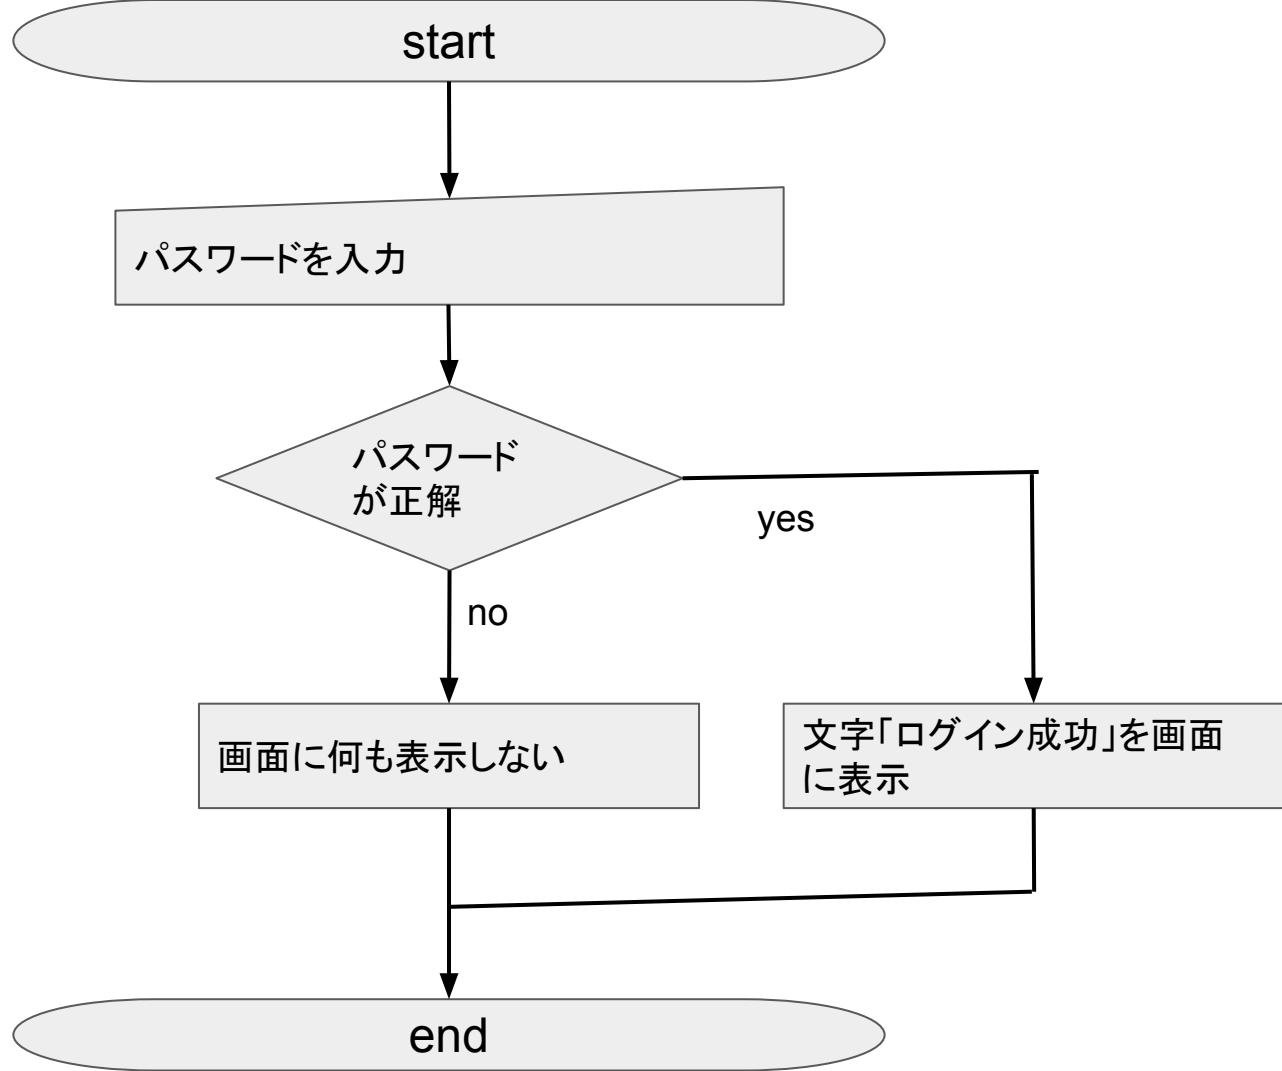 start
パスワードを入力
パスワード
が正解
yes
no
画面に何も表示しない
文字「ログイン成功」を画面
に表示
end